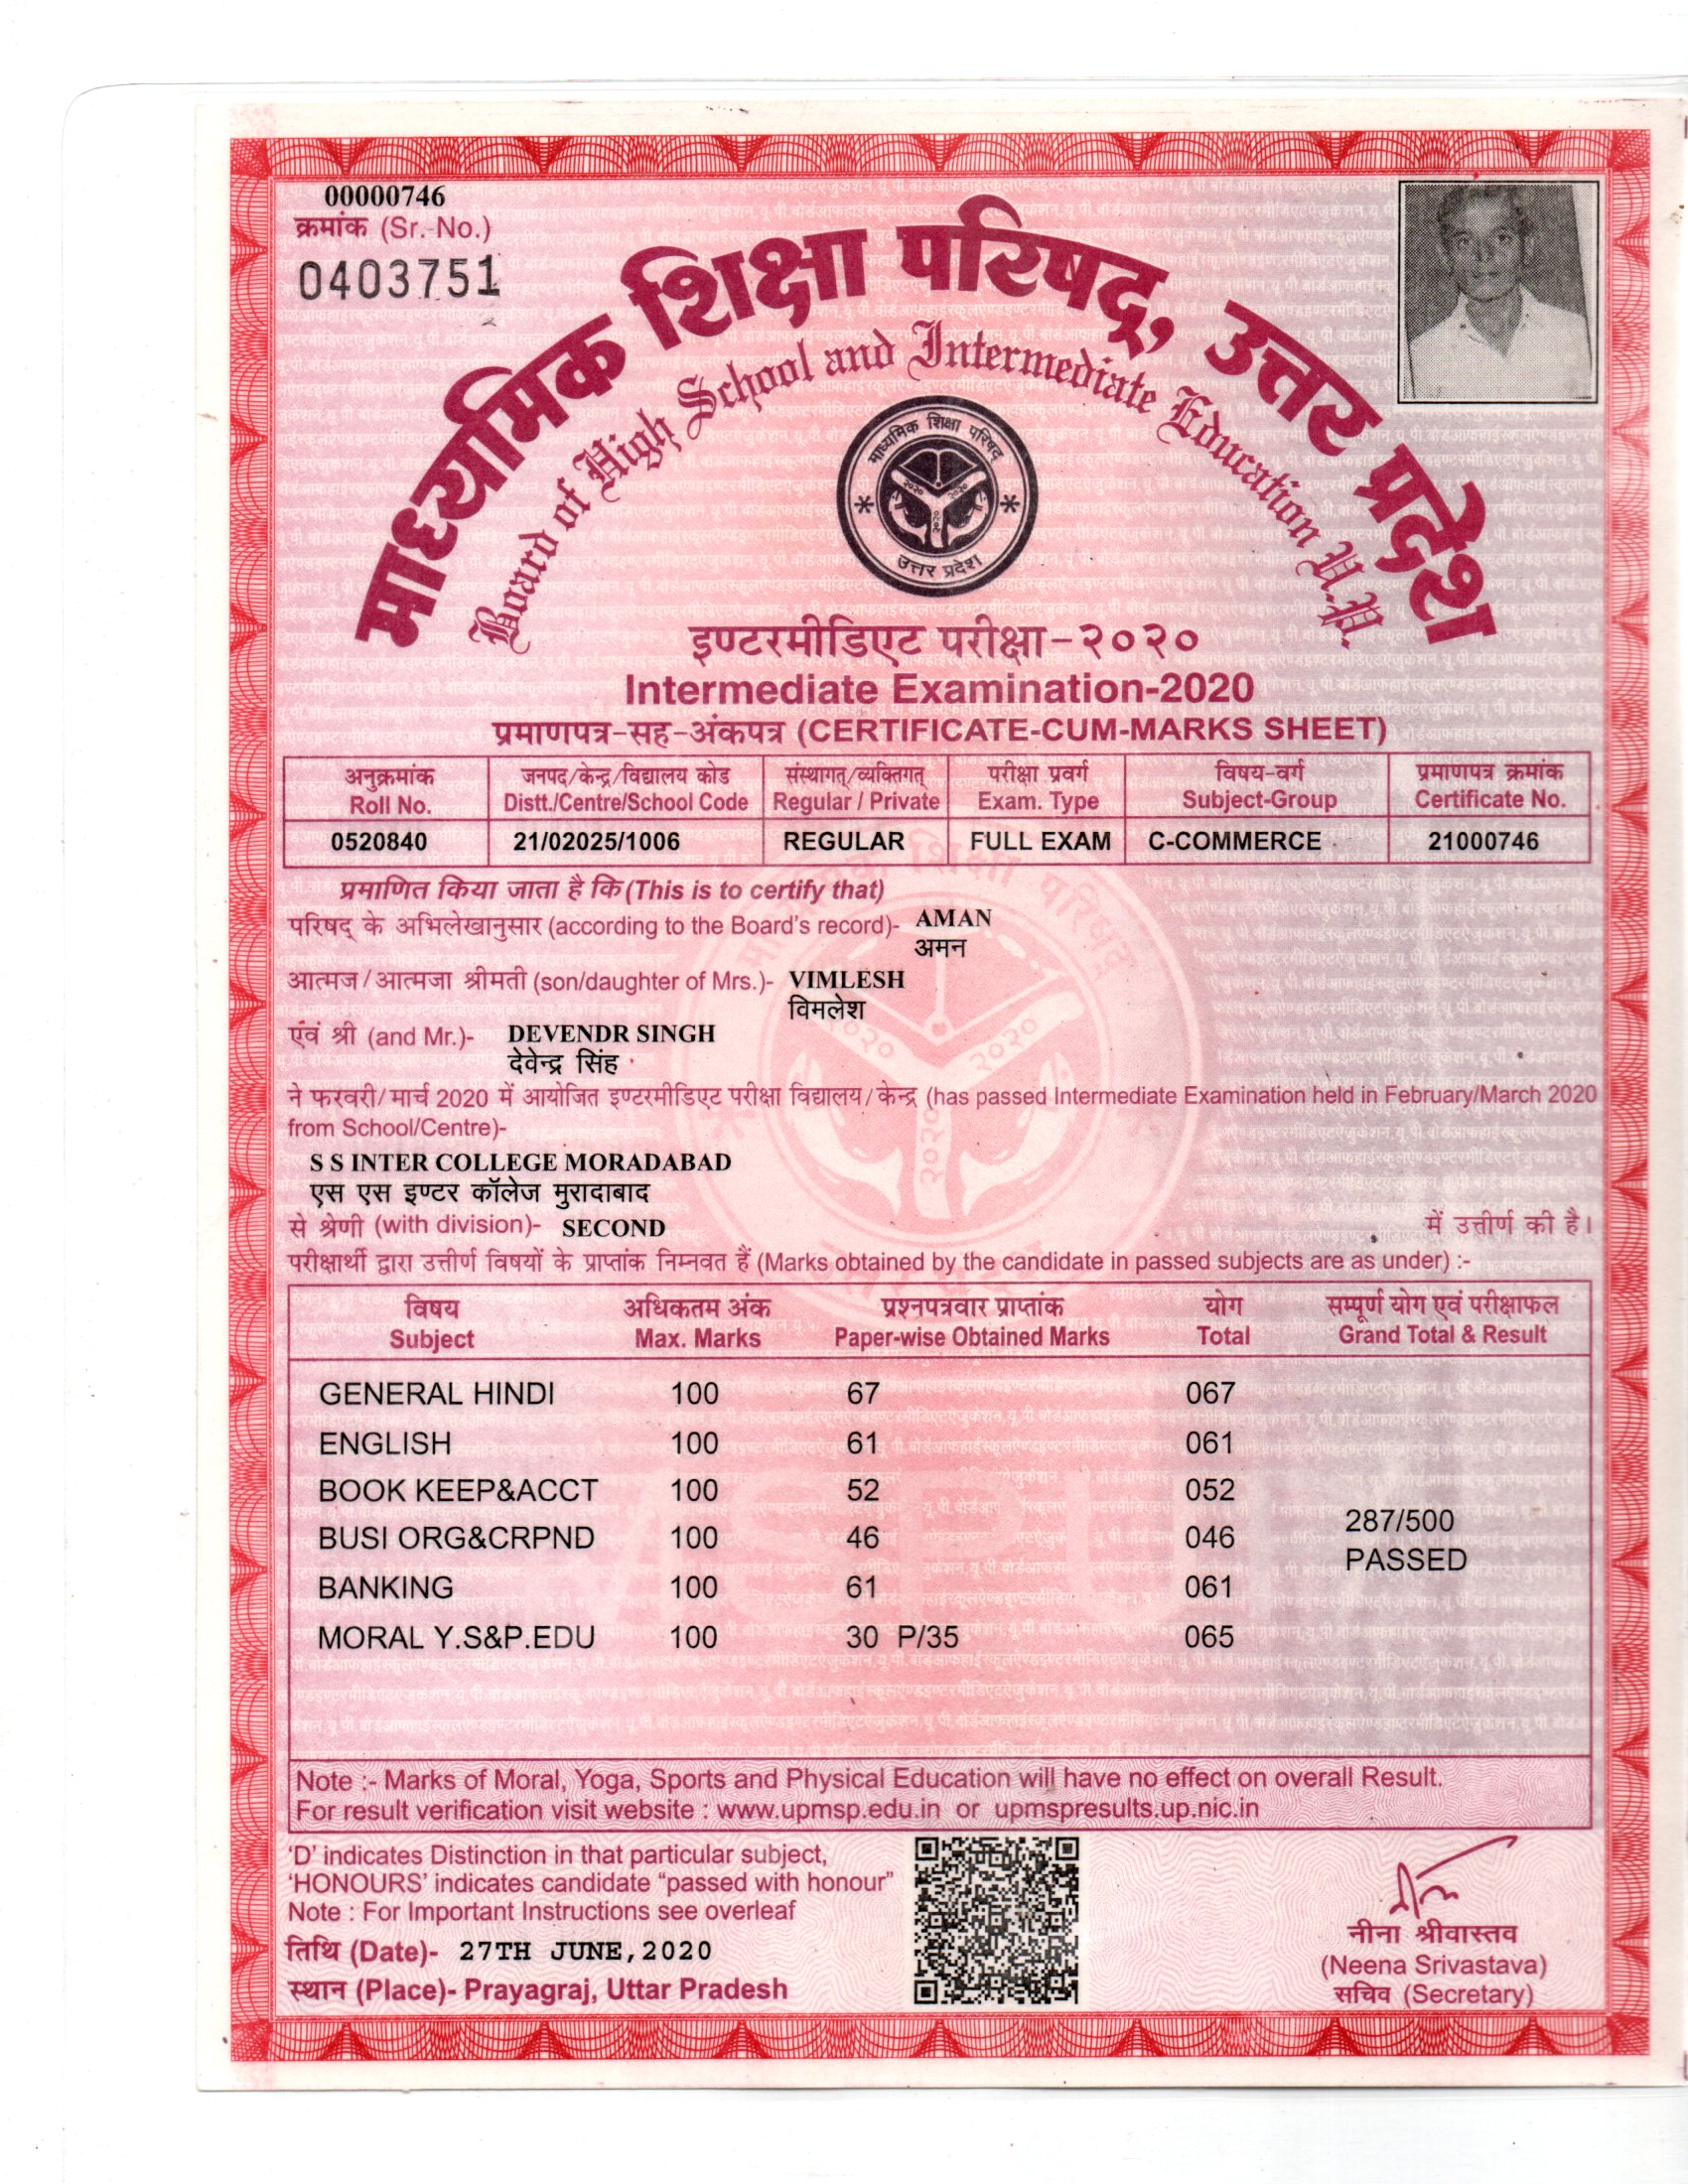 00000746
क्रमांक (Sr. No.)
0403751
माध्यमिक शिक्षा परिषद्, उत्तर प्रदेश
Board of High School and Intermediate Education U.P.
माध्यमिक शिक्षा परिषद्
२०२० २०२०
२०२०
उत्तर प्रदेश
इण्टरमीडिएट परीक्षा-२०२०
Intermediate Examination-2020
प्रमाणपत्र-सह-अंकपत्र (CERTIFICATE-CUM-MARKS SHEET)
अनुक्रमांक जनपद/केन्द्र/विद्यालय कोड संस्थागत्/व्यक्तिगत् परीक्षा प्रवर्ग विषय-वर्ग प्रमाणपत्र क्रमांक
Roll No. Distt./Centre/School Code Regular / Private Exam. Type Subject-Group Certificate No.
0520840 21/02025/1006 REGULAR FULL EXAM C-COMMERCE 21000746
प्रमाणित किया जाता है कि (This is to certify that)
परिषद् के अभिलेखानुसार (according to the Board's record)- AMAN
अमन
आत्मज/आत्मजा श्रीमती (son/daughter of Mrs.)- VIMLESH
विमलेश
एवं श्री (and Mr.)- DEVENDR SINGH
देवेन्द्र सिंह
ने फरवरी/मार्च 2020 में आयोजित इण्टरमीडिएट परीक्षा विद्यालय/केन्द्र (has passed Intermediate Examination held in February/March 2020
from School/Centre)-
S S INTER COLLEGE MORADABAD
एस एस इण्टर कॉलेज मुरादाबाद
से श्रेणी (with division)- SECOND में उत्तीर्ण की है।
परीक्षार्थी द्वारा उत्तीर्ण विषयों के प्राप्तांक निम्नवत हैं (Marks obtained by the candidate in passed subjects are as under) :-
विषय अधिकतम अंक प्रश्नपत्रवार प्राप्तांक योग सम्पूर्ण योग एवं परीक्षाफल
Subject Max. Marks Paper-wise Obtained Marks Total Grand Total & Result
GENERAL HINDI 100 67 067
ENGLISH 100 61 061
BOOK KEEP&ACCT 100 52 052
287/500
BUSI ORG&CRPND 100 46 046
PASSED
BANKING 100 61 061
MORAL Y.S&P.EDU 100 30 P/35 065
Note :- Marks of Moral, Yoga, Sports and Physical Education will have no effect on overall Result.
For result verification visit website : www.upmsp.edu.in or upmspresults.up.nic.in
'D' indicates Distinction in that particular subject,
'HONOURS' indicates candidate "passed with honour"
Note : For Important Instructions see overleaf
तिथि (Date)- 27TH JUNE,2020
स्थान (Place)- Prayagraj, Uttar Pradesh
नीना श्रीवास्तव
(Neena Srivastava)
सचिव (Secretary)